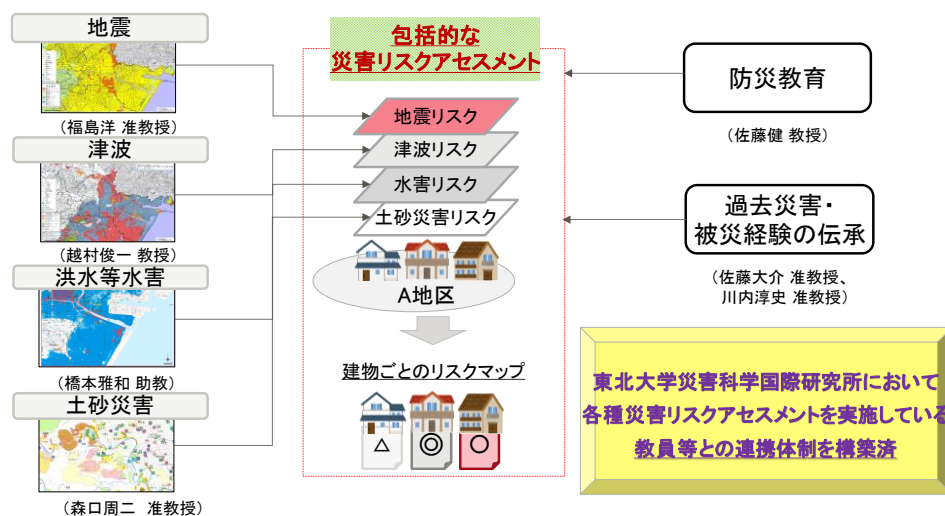 地震
(福島洋 准教授)
津波
(越村俊一 教授)
洪水等水害
(橋本雅和 助教)
土砂災害
(森口周二 准教授)
包括的な
災害リスクアセスメント
地震リスク
津波リスク
水害リスク
土砂災害リスク
A地区
建物ごとのリスクマップ
△
◎
○
防災教育
(佐藤健 教授)
過去災害・
被災経験の伝承
(佐藤大介 准教授、
川内淳史 准教授)
東北大学災害科学国際研究所において
各種災害リスクアセスメントを実施している
教員等との連携体制を構築済